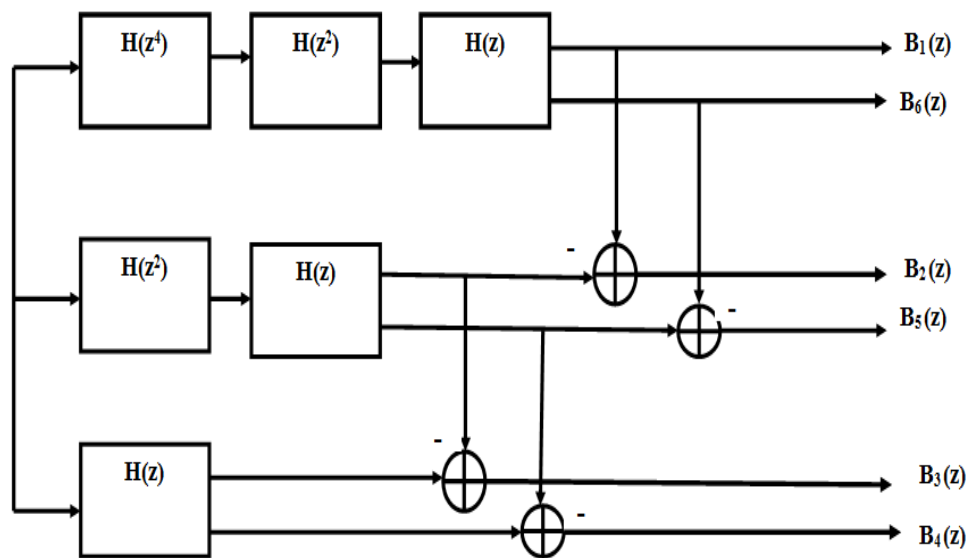 H(z⁴) H(z²) H(z) B₁(z)
B₆(z)
-
H(z²) H(z) B₂(z)
- B₅(z)
-
H(z) B₃(z)
- B₄(z)